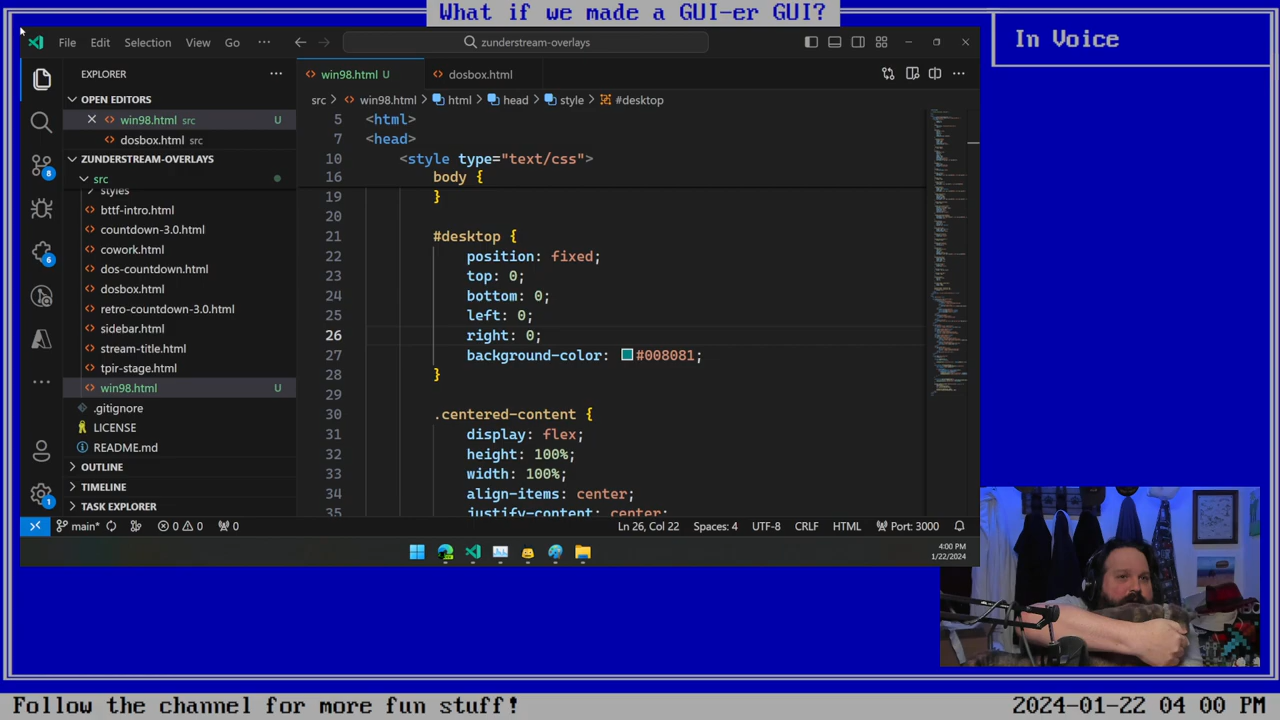 What if we made a GUI-er GUI?
In Voice
File Edit Selection View Go ···
zunderstream-overlays
EXPLORER
OPEN EDITORS
win98.html src U
dosbox.html src
ZUNDERSTREAM-OVERLAYS
src
styles
bttf-intro.html
countdown-3.0.html
cowork.html
dos-countdown.html
dosbox.html
retro-countdown-3.0.html
sidebar.html
stream-title.html
tpir-stage.html
win98.html U
.gitignore
LICENSE
README.md
OUTLINE
TIMELINE
TASK EXPLORER
8
6
1
win98.html U
dosbox.html
src > win98.html > html > head > style > #desktop
5 <html>
7 <head>
10 <style type="text/css">
16 body {
19 }
20
21 #desktop {
22 position: fixed;
23 top: 0;
24 bottom: 0;
25 left: 0;
26 right: 0;
27 background-color: #008081;
28 }
29
30 .centered-content {
31 display: flex;
32 height: 100%;
33 width: 100%;
34 align-items: center;
35 justify-content: center;
main* 0 0 0 Ln 26, Col 22 Spaces: 4 UTF-8 CRLF HTML Port: 3000
4:00 PM
1/22/2024
Follow the channel for more fun stuff!
2024-01-22 04 00 PM